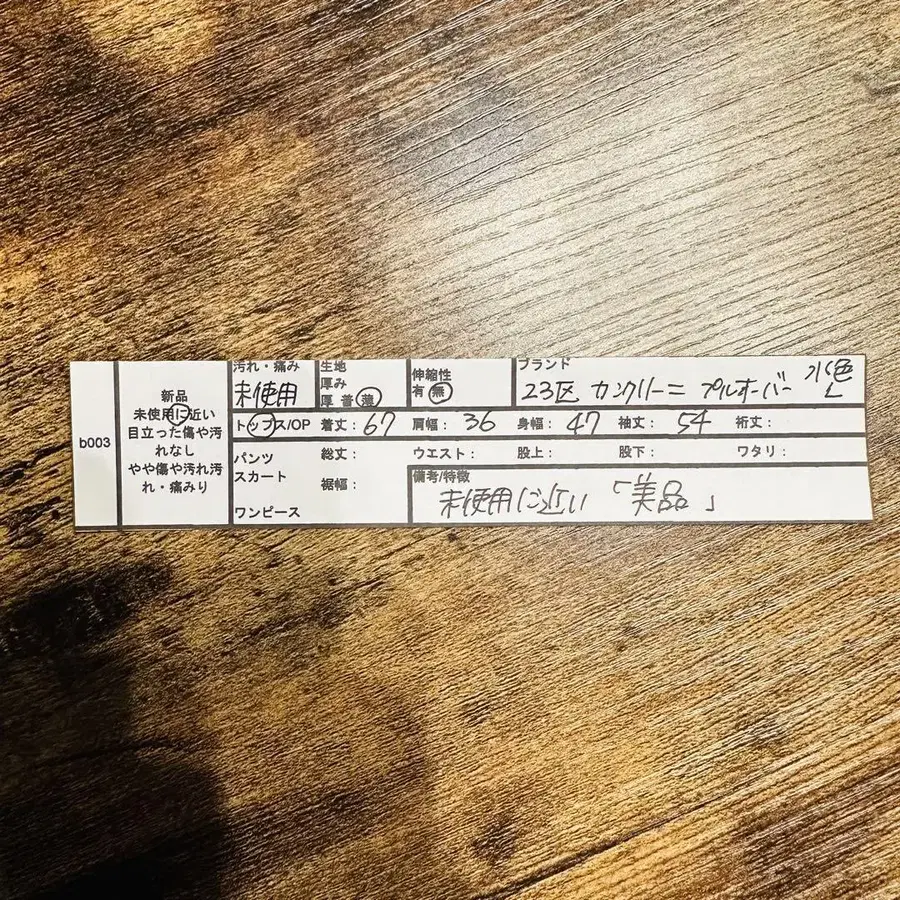 b003
新品
未使用に近い
目立った傷や汚
れなし
やや傷や汚れ汚
れ・痛みり
汚れ・痛み
未使用
生地
厚み
厚 普 薄
伸縮性
有 無
ブランド
23区 カントリーニ プルオーバー 水色
L
トップス/OP 着丈: 67 肩幅: 36 身幅: 47 袖丈: 54 裄丈:
パンツ
スカート
ワンピース
総丈: ウエスト: 股上: 股下: ワタリ:
裾幅:
備考/特徴
未使用に近い 「美品」